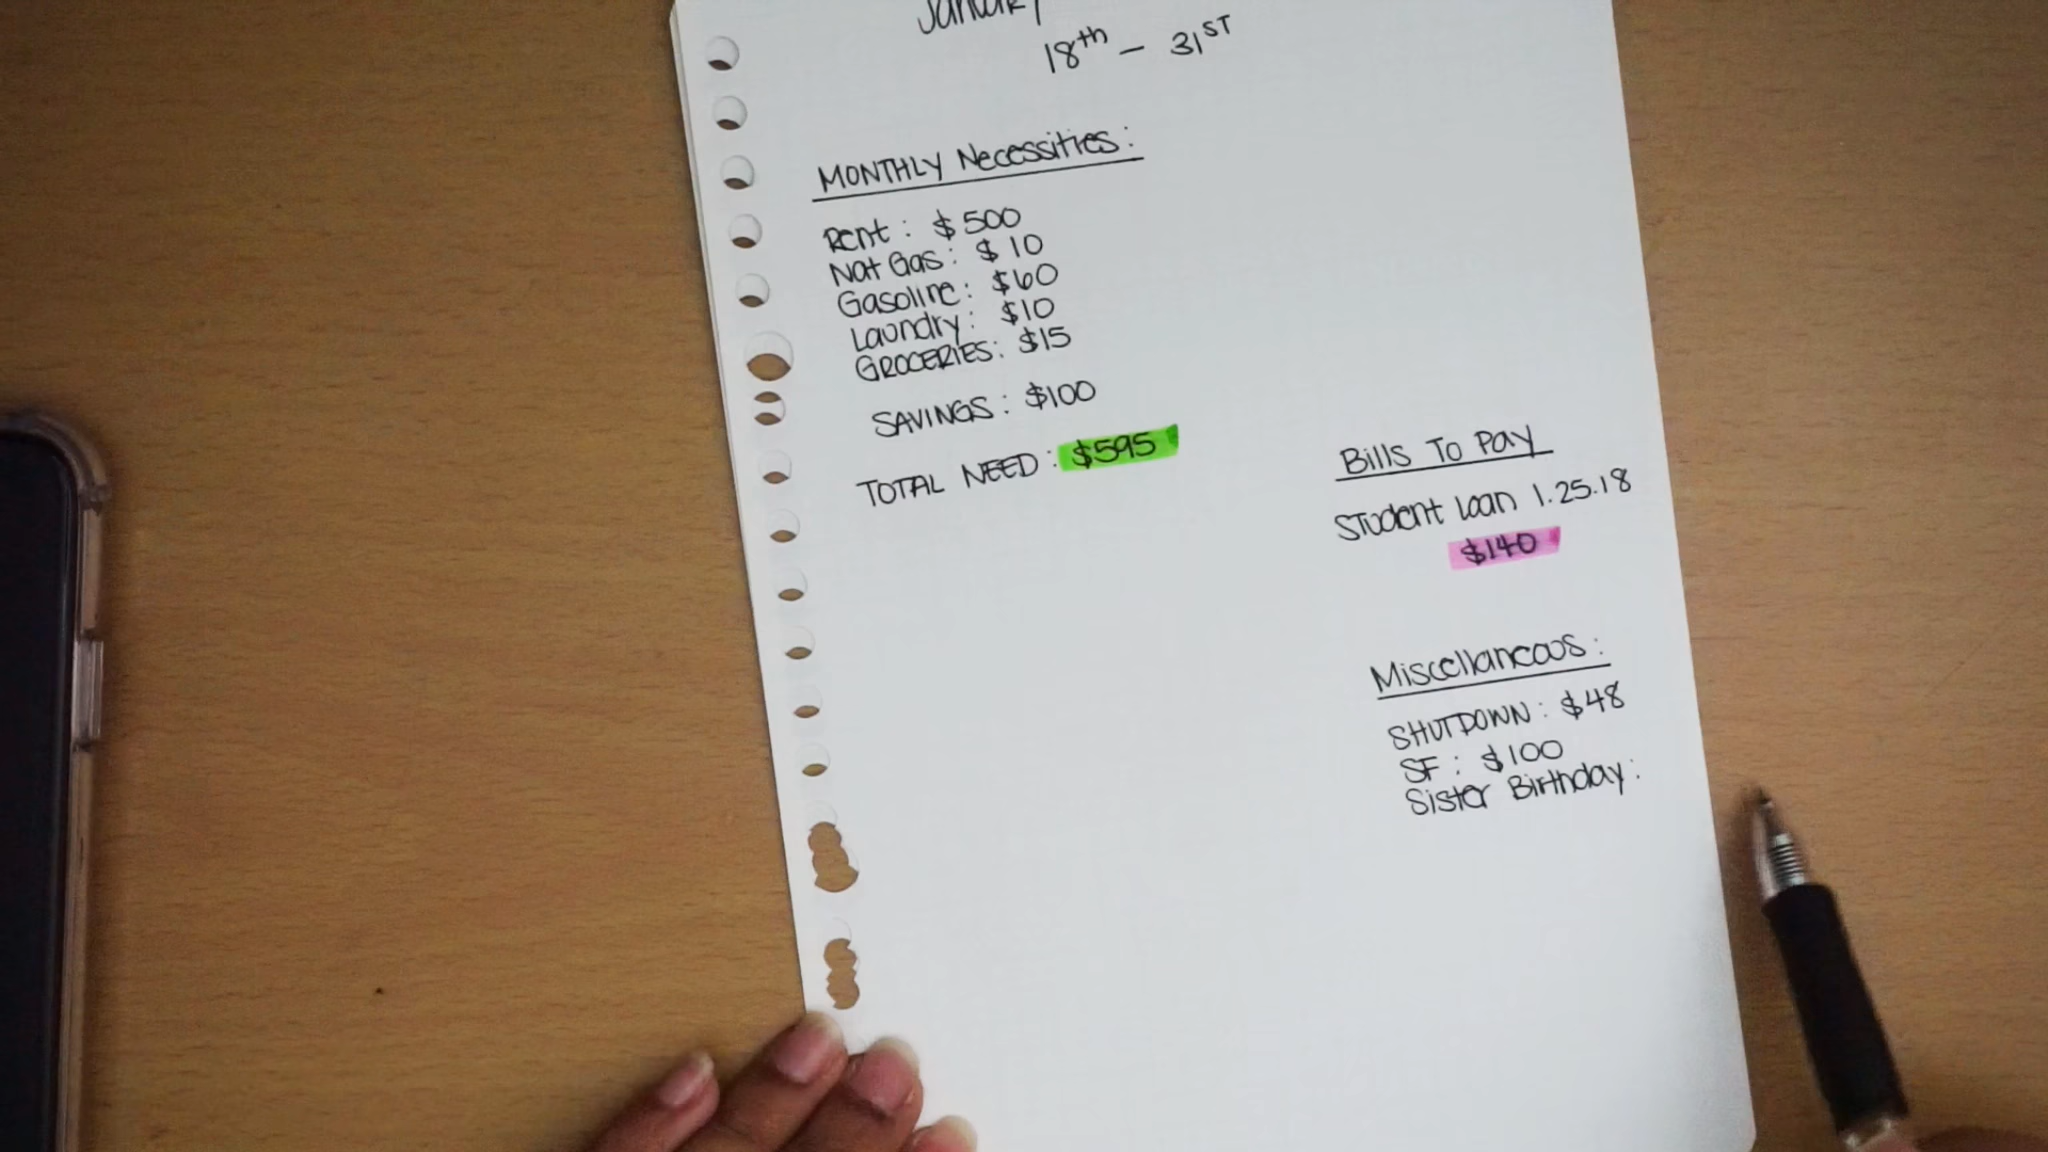 January
18th - 31ST
MONTHLY Necessities:
Rent: $500
Nat Gas: $10
Gasoline: $60
Laundry: $10
GROCERIES: $15
SAVINGS: $100
TOTAL NEED: $595
Bills To Pay
Student Loan 1.25.18
$140
Miscellaneous:
SHUTDOWN: $48
SF: $100
Sister Birthday: